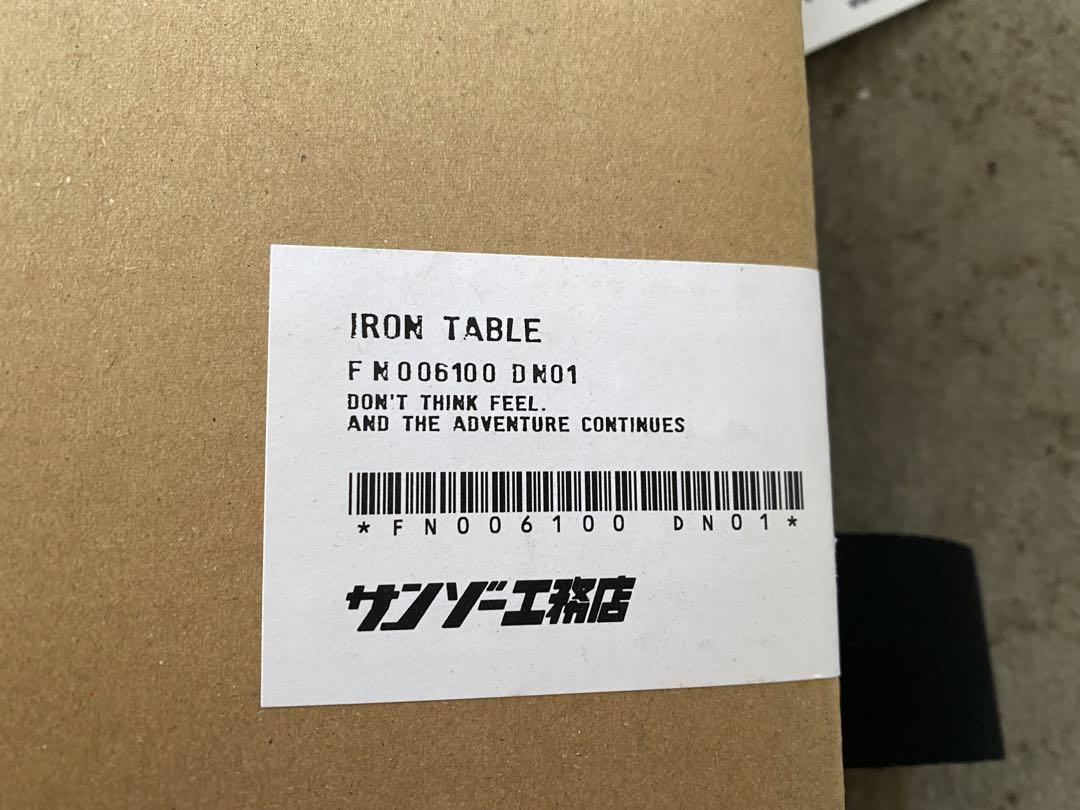 IRON TABLE
FN006100 DN01
DON'T THINK FEEL.
AND THE ADVENTURE CONTINUES
*FN006100 DN01*
サンゾー工務店